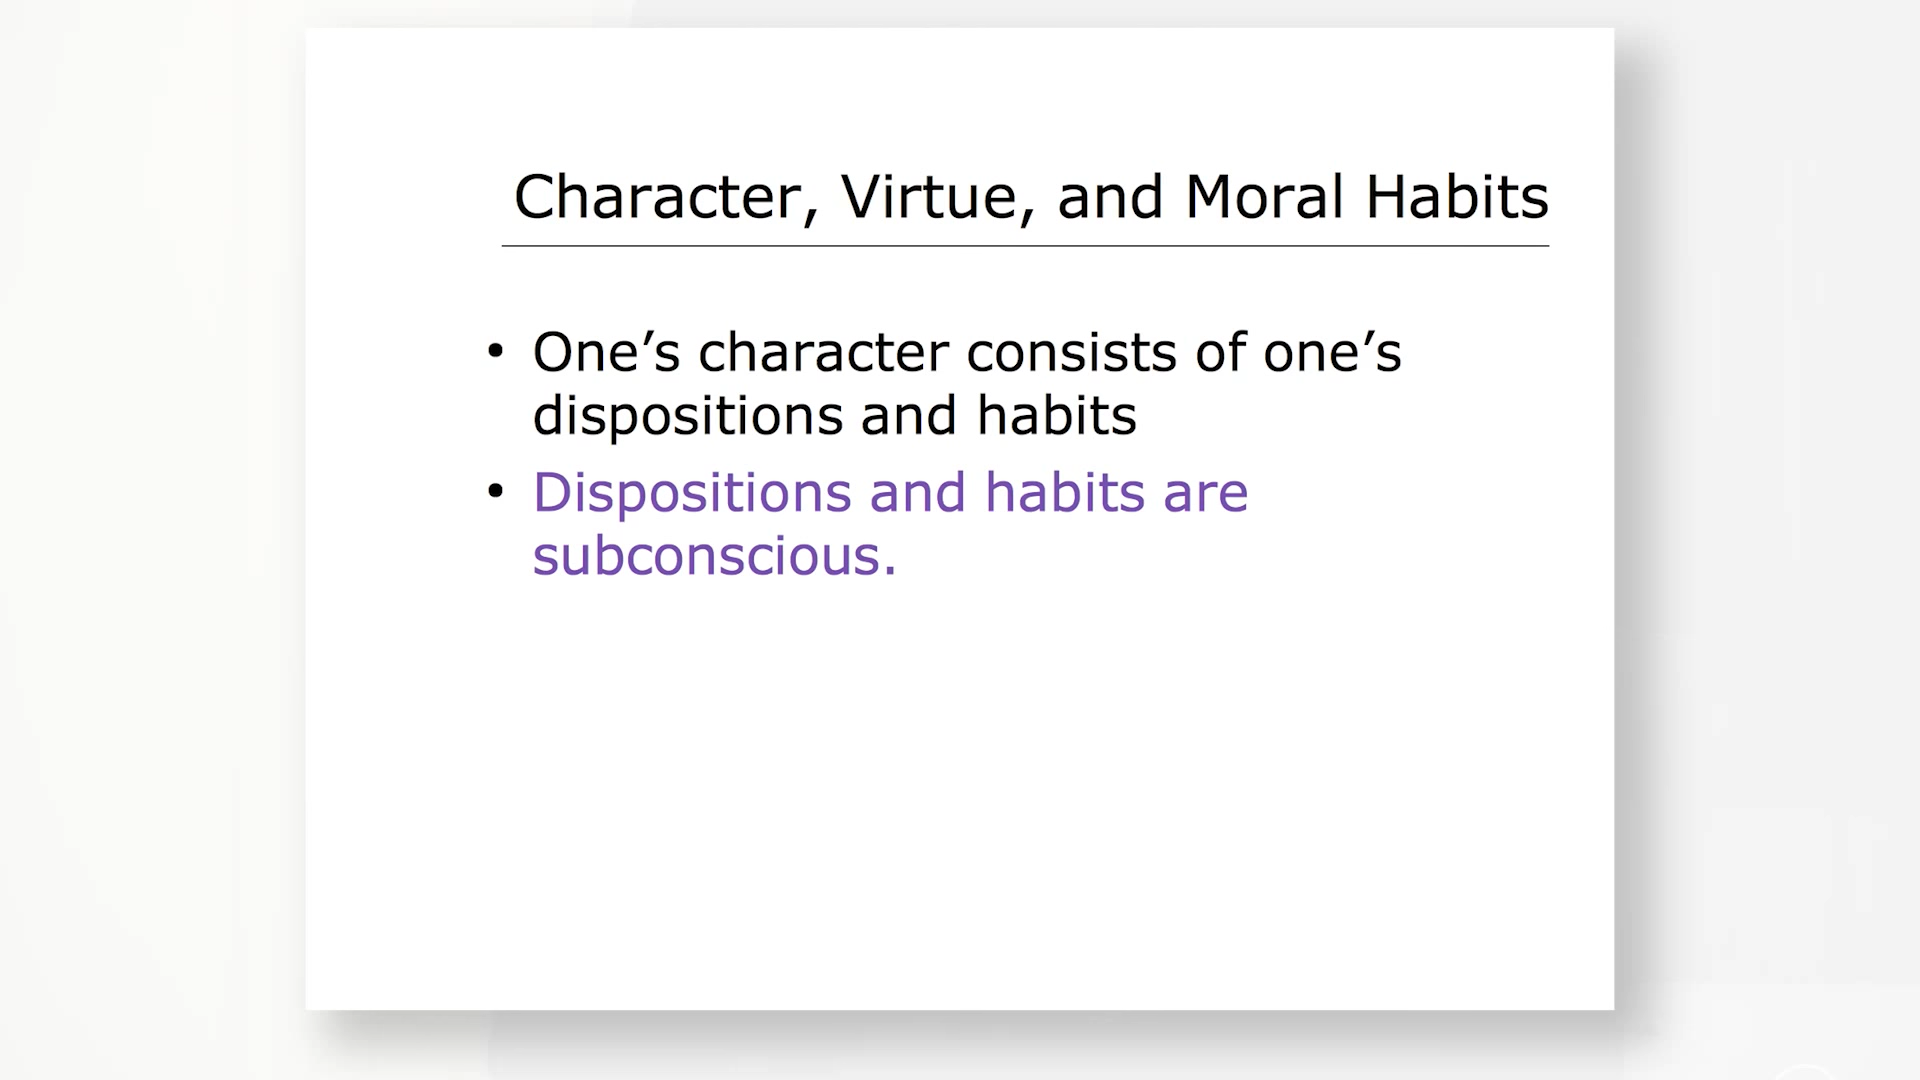 Character, Virtue, and Moral Habits
• One’s character consists of one’s
dispositions and habits
• Dispositions and habits are
subconscious.